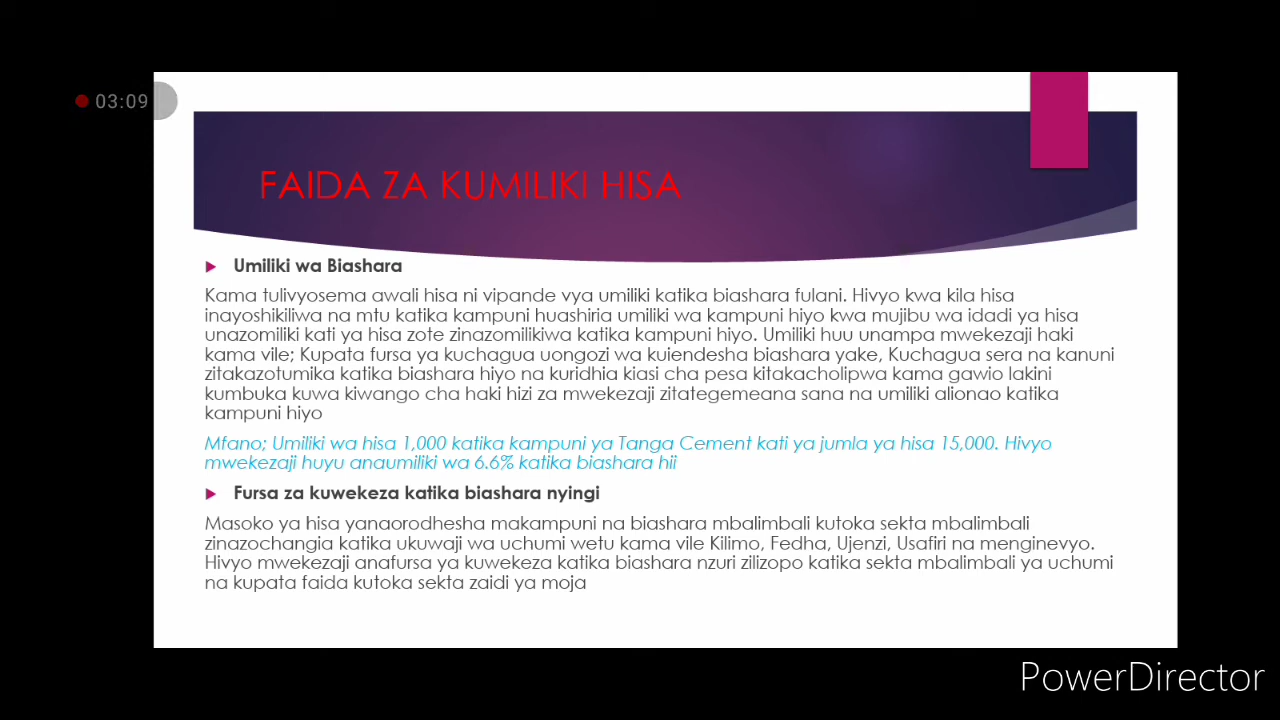 03:09
FAIDA ZA KUMILIKI HISA
Umiliki wa Biashara
Kama tulivyosema awali hisa ni vipande vya umiliki katika biashara fulani. Hivyo kwa kila hisa
inayoshikiliwa na mtu katika kampuni huashiria umiliki wa kampuni hiyo kwa mujibu wa idadi ya hisa
unazomiliki kati ya hisa zote zinazomilikiwa katika kampuni hiyo. Umiliki huu unampa mwekezaji haki
kama vile; Kupata fursa ya kuchagua uongozi wa kuiendesha biashara yake, Kuchagua sera na kanuni
zitakazotumika katika biashara hiyo na kuridhia kiasi cha pesa kitakacholipwa kama gawio lakini
kumbuka kuwa kiwango cha haki hizi za mwekezaji zitategemeana sana na umiliki alionao katika
kampuni hiyo
Mfano; Umiliki wa hisa 1,000 katika kampuni ya Tanga Cement kati ya jumla ya hisa 15,000. Hivyo
mwekezaji huyu anaumiliki wa 6.6% katika biashara hii
Fursa za kuwekeza katika biashara nyingi
Masoko ya hisa yanaorodhesha makampuni na biashara mbalimbali kutoka sekta mbalimbali
zinazochangia katika ukuwaji wa uchumi wetu kama vile Kilimo, Fedha, Ujenzi, Usafiri na menginevyo.
Hivyo mwekezaji anafursa ya kuwekeza katika biashara nzuri zilizopo katika sekta mbalimbali ya uchumi
na kupata faida kutoka sekta zaidi ya moja
PowerDirector